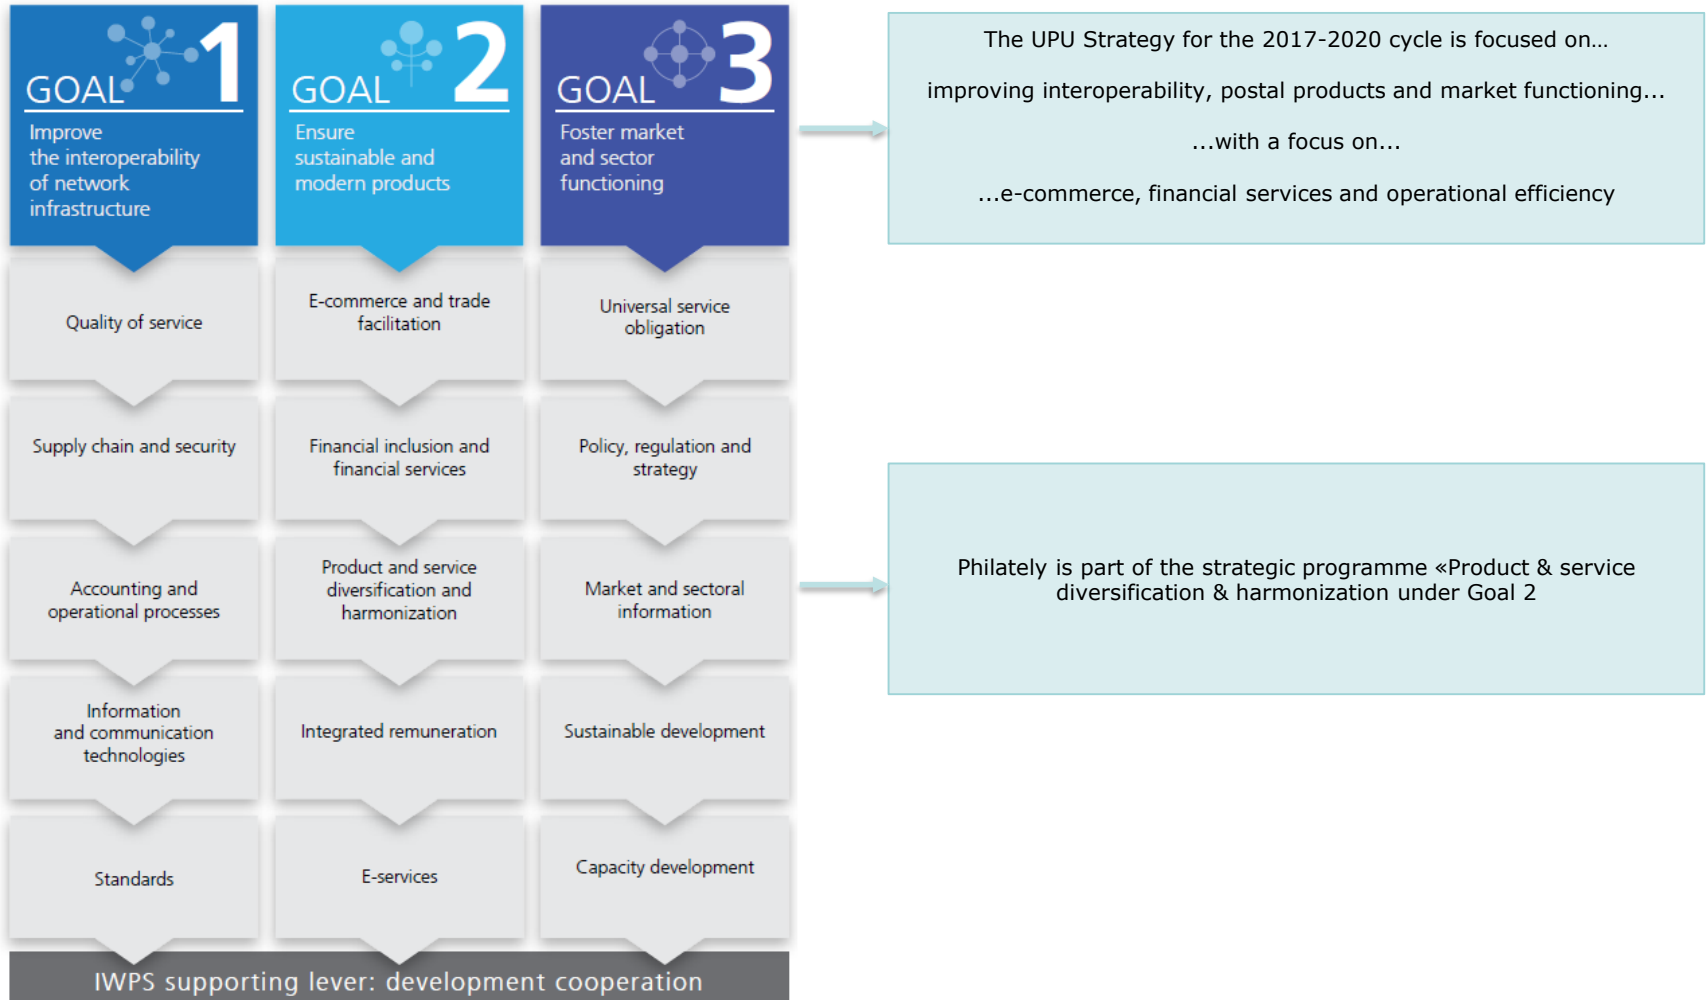 GOAL 1
Improve
the interoperability
of network
infrastructure
Quality of service
Supply chain and security
Accounting and
operational processes
Information
and communication
technologies
Standards
GOAL 2
Ensure
sustainable and
modern products
E-commerce and trade
facilitation
Financial inclusion and
financial services
Product and service
diversification and
harmonization
Integrated remuneration
E-services
GOAL 3
Foster market
and sector
functioning
Universal service
obligation
Policy, regulation and
strategy
Market and sectoral
information
Sustainable development
Capacity development
IWPS supporting lever: development cooperation
The UPU Strategy for the 2017-2020 cycle is focused on…
improving interoperability, postal products and market functioning...
...with a focus on...
...e-commerce, financial services and operational efficiency
Philately is part of the strategic programme «Product & service
diversification & harmonization under Goal 2